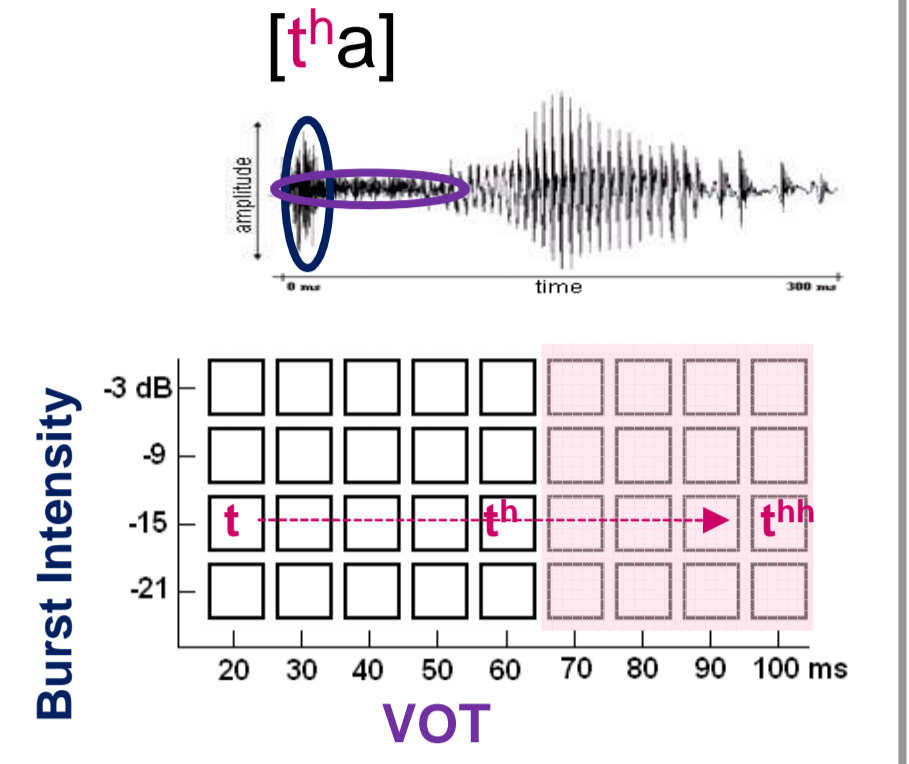 [tʰa]
amplitude
0 ms
time
300 ms
Burst Intensity
-3 dB
-9
-15
t
tʰ
tʰʰ
-21
20 30 40 50 60 70 80 90 100 ms
VOT